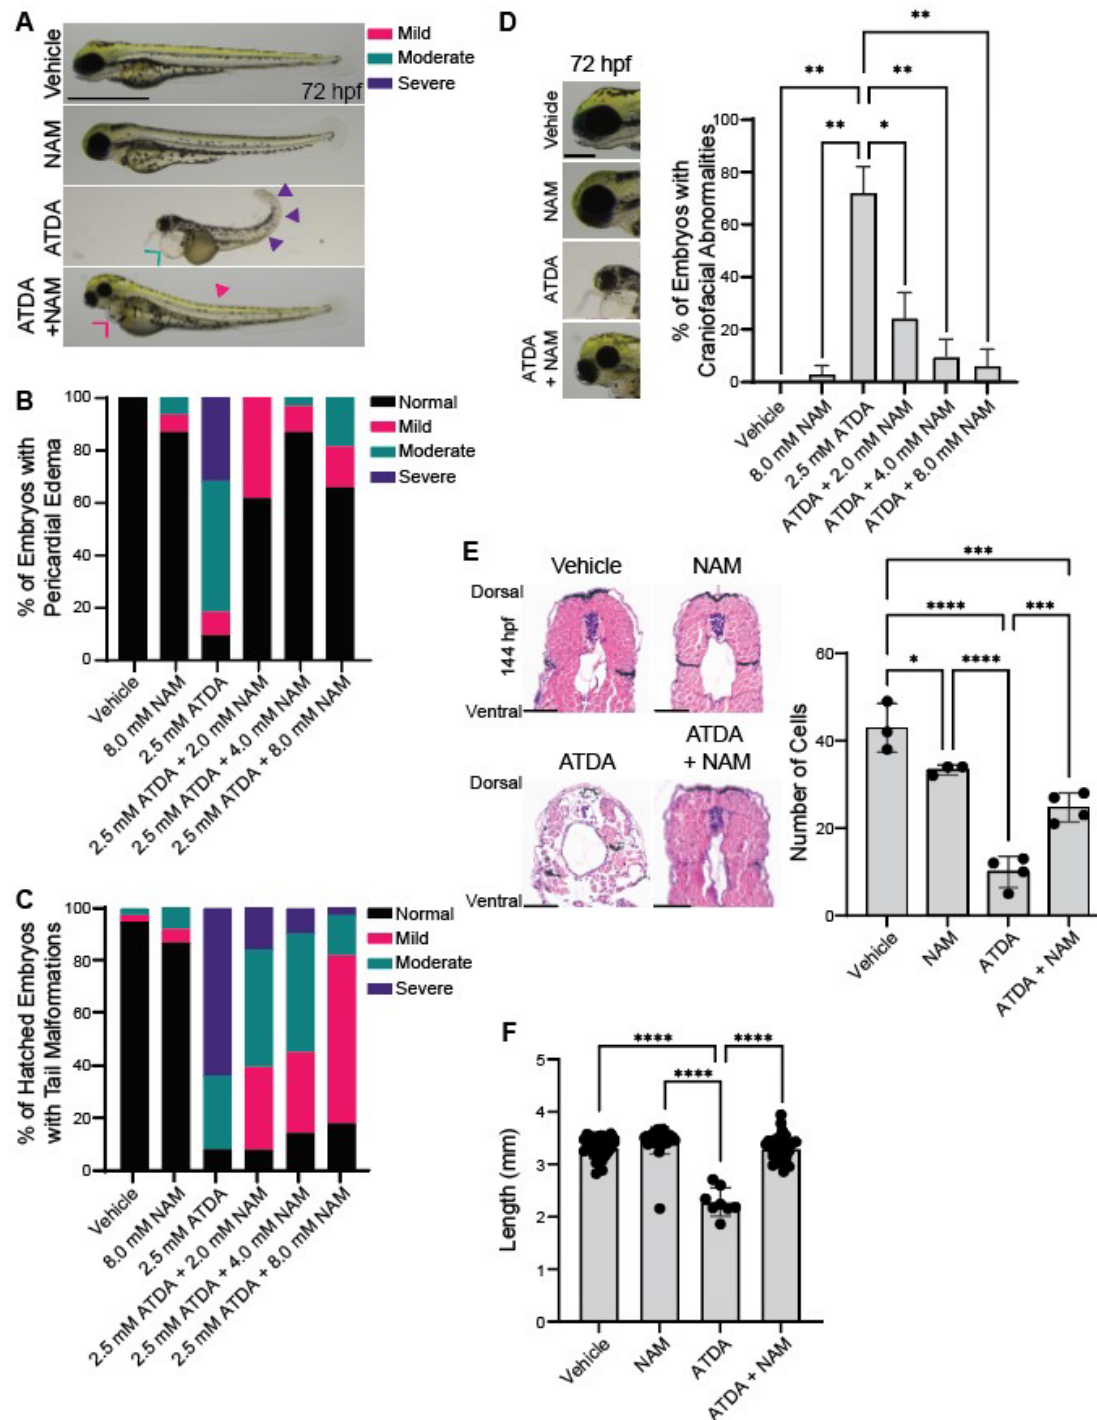 A
Vehicle
72 hpf
NAM
ATDA
ATDA
+NAM
Mild
Moderate
Severe
B
% of Embryos with
Pericardial Edema
100
80
60
40
20
0
Normal
Mild
Moderate
Severe
Vehicle
8.0 mM NAM
2.5 mM ATDA
2.5 mM ATDA + 2.0 mM NAM
2.5 mM ATDA + 4.0 mM NAM
2.5 mM ATDA + 8.0 mM NAM
C
% of Hatched Embryos
with Tail Malformations
100
80
60
40
20
0
Normal
Mild
Moderate
Severe
Vehicle
8.0 mM NAM
2.5 mM ATDA
2.5 mM ATDA + 2.0 mM NAM
2.5 mM ATDA + 4.0 mM NAM
2.5 mM ATDA + 8.0 mM NAM
D
72 hpf
Vehicle
NAM
ATDA
ATDA
+ NAM
% of Embryos with
Craniofacial Abnormalities
**
** **
** *
100
80
60
40
20
0
Vehicle
8.0 mM NAM
2.5 mM ATDA
ATDA + 2.0 mM NAM
ATDA + 4.0 mM NAM
ATDA + 8.0 mM NAM
E
Vehicle NAM
Dorsal
144 hpf
Ventral
ATDA
ATDA
+ NAM
Dorsal
Ventral
Number of Cells
***
**** ***
* ****
60
40
20
0
Vehicle
NAM
ATDA
ATDA + NAM
F
Length (mm)
**** ****
****
5
4
3
2
1
0
Vehicle
NAM
ATDA
ATDA + NAM